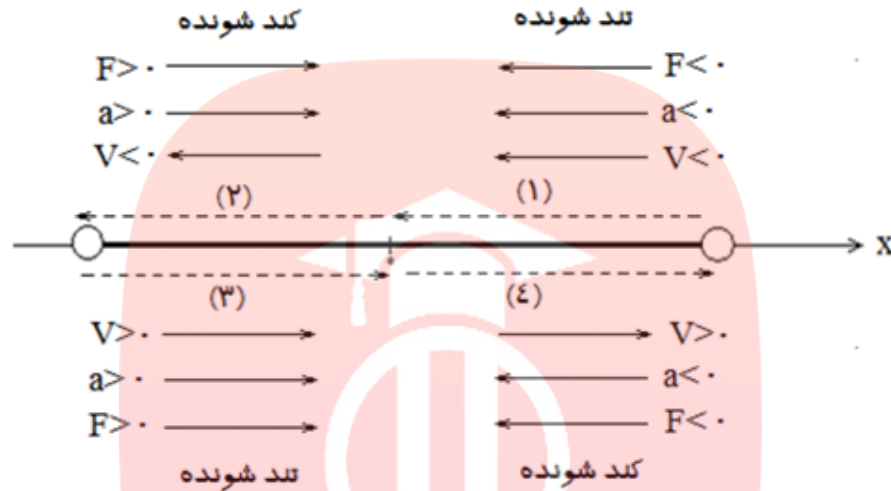 کند شونده تند شونده
F>۰ F<۰
a>۰ a<۰
V<۰ V<۰
(۲) (۱)
X
(۳) (٤)
V>۰ V>۰
a>۰ a<۰
F>۰ F<۰
تند شونده کند شونده